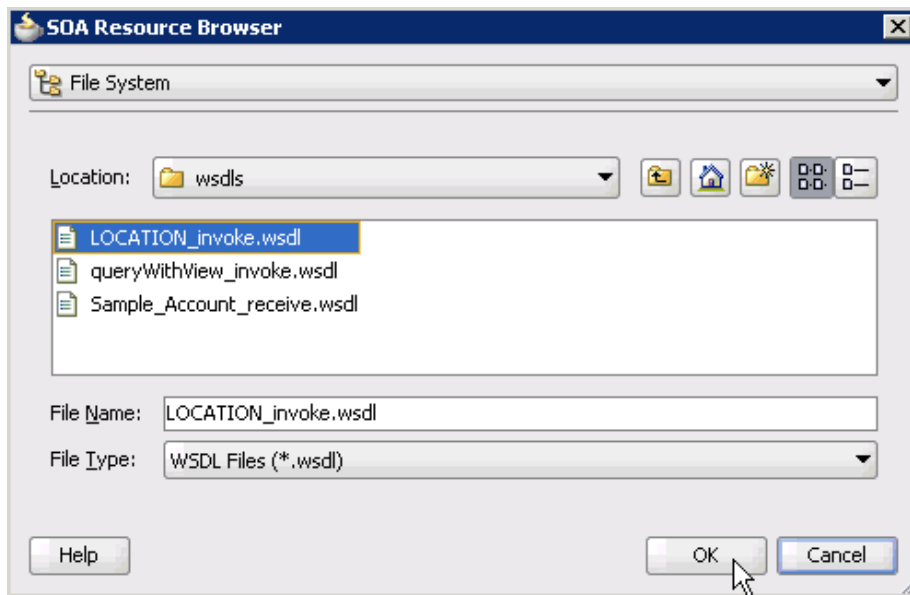 SOA Resource Browser
File System
Location: wsdls
LOCATION_invoke.wsdl
queryWithView_invoke.wsdl
Sample_Account_receive.wsdl
File Name: LOCATION_invoke.wsdl
File Type: WSDL Files (*.wsdl)
Help OK Cancel